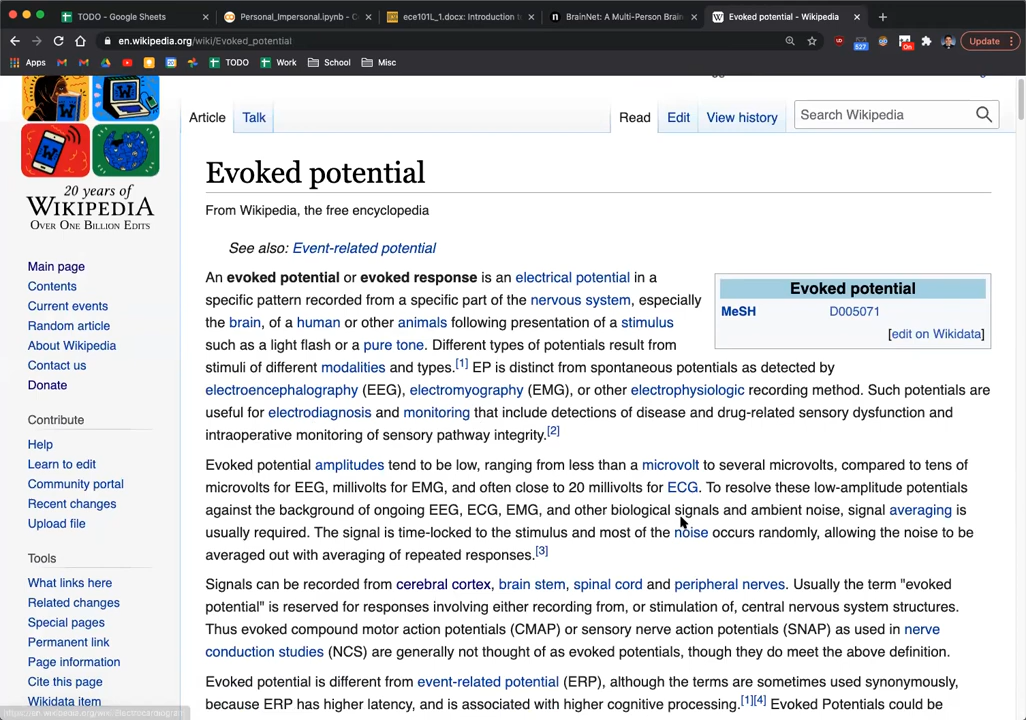 TODO - Google Sheets
Personal_Impersonal.ipynb - C
ece101L_1.docx: Introduction t
BrainNet: A Multi-Person Brain
Evoked potential - Wikipedia
en.wikipedia.org/wiki/Evoked_potential
527
On
Update
Apps
TODO
Work
School
Misc
Article
Talk
Read
Edit
View history
Search Wikipedia
20 years of
WIKIPEDIA
OVER ONE BILLION EDITS
Main page
Contents
Current events
Random article
About Wikipedia
Contact us
Donate
Contribute
Help
Learn to edit
Community portal
Recent changes
Upload file
Tools
What links here
Related changes
Special pages
Permanent link
Page information
Cite this page
Wikidata item
Evoked potential
From Wikipedia, the free encyclopedia
See also: Event-related potential
An evoked potential or evoked response is an electrical potential in a
specific pattern recorded from a specific part of the nervous system, especially
the brain, of a human or other animals following presentation of a stimulus
such as a light flash or a pure tone. Different types of potentials result from
stimuli of different modalities and types.[1] EP is distinct from spontaneous potentials as detected by
electroencephalography (EEG), electromyography (EMG), or other electrophysiologic recording method. Such potentials are
useful for electrodiagnosis and monitoring that include detections of disease and drug-related sensory dysfunction and
intraoperative monitoring of sensory pathway integrity.[2]
Evoked potential
MeSH D005071
[edit on Wikidata]
Evoked potential amplitudes tend to be low, ranging from less than a microvolt to several microvolts, compared to tens of
microvolts for EEG, millivolts for EMG, and often close to 20 millivolts for ECG. To resolve these low-amplitude potentials
against the background of ongoing EEG, ECG, EMG, and other biological signals and ambient noise, signal averaging is
usually required. The signal is time-locked to the stimulus and most of the noise occurs randomly, allowing the noise to be
averaged out with averaging of repeated responses.[3]
Signals can be recorded from cerebral cortex, brain stem, spinal cord and peripheral nerves. Usually the term "evoked
potential" is reserved for responses involving either recording from, or stimulation of, central nervous system structures.
Thus evoked compound motor action potentials (CMAP) or sensory nerve action potentials (SNAP) as used in nerve
conduction studies (NCS) are generally not thought of as evoked potentials, though they do meet the above definition.
Evoked potential is different from event-related potential (ERP), although the terms are sometimes used synonymously,
because ERP has higher latency, and is associated with higher cognitive processing.[1][4] Evoked Potentials could be